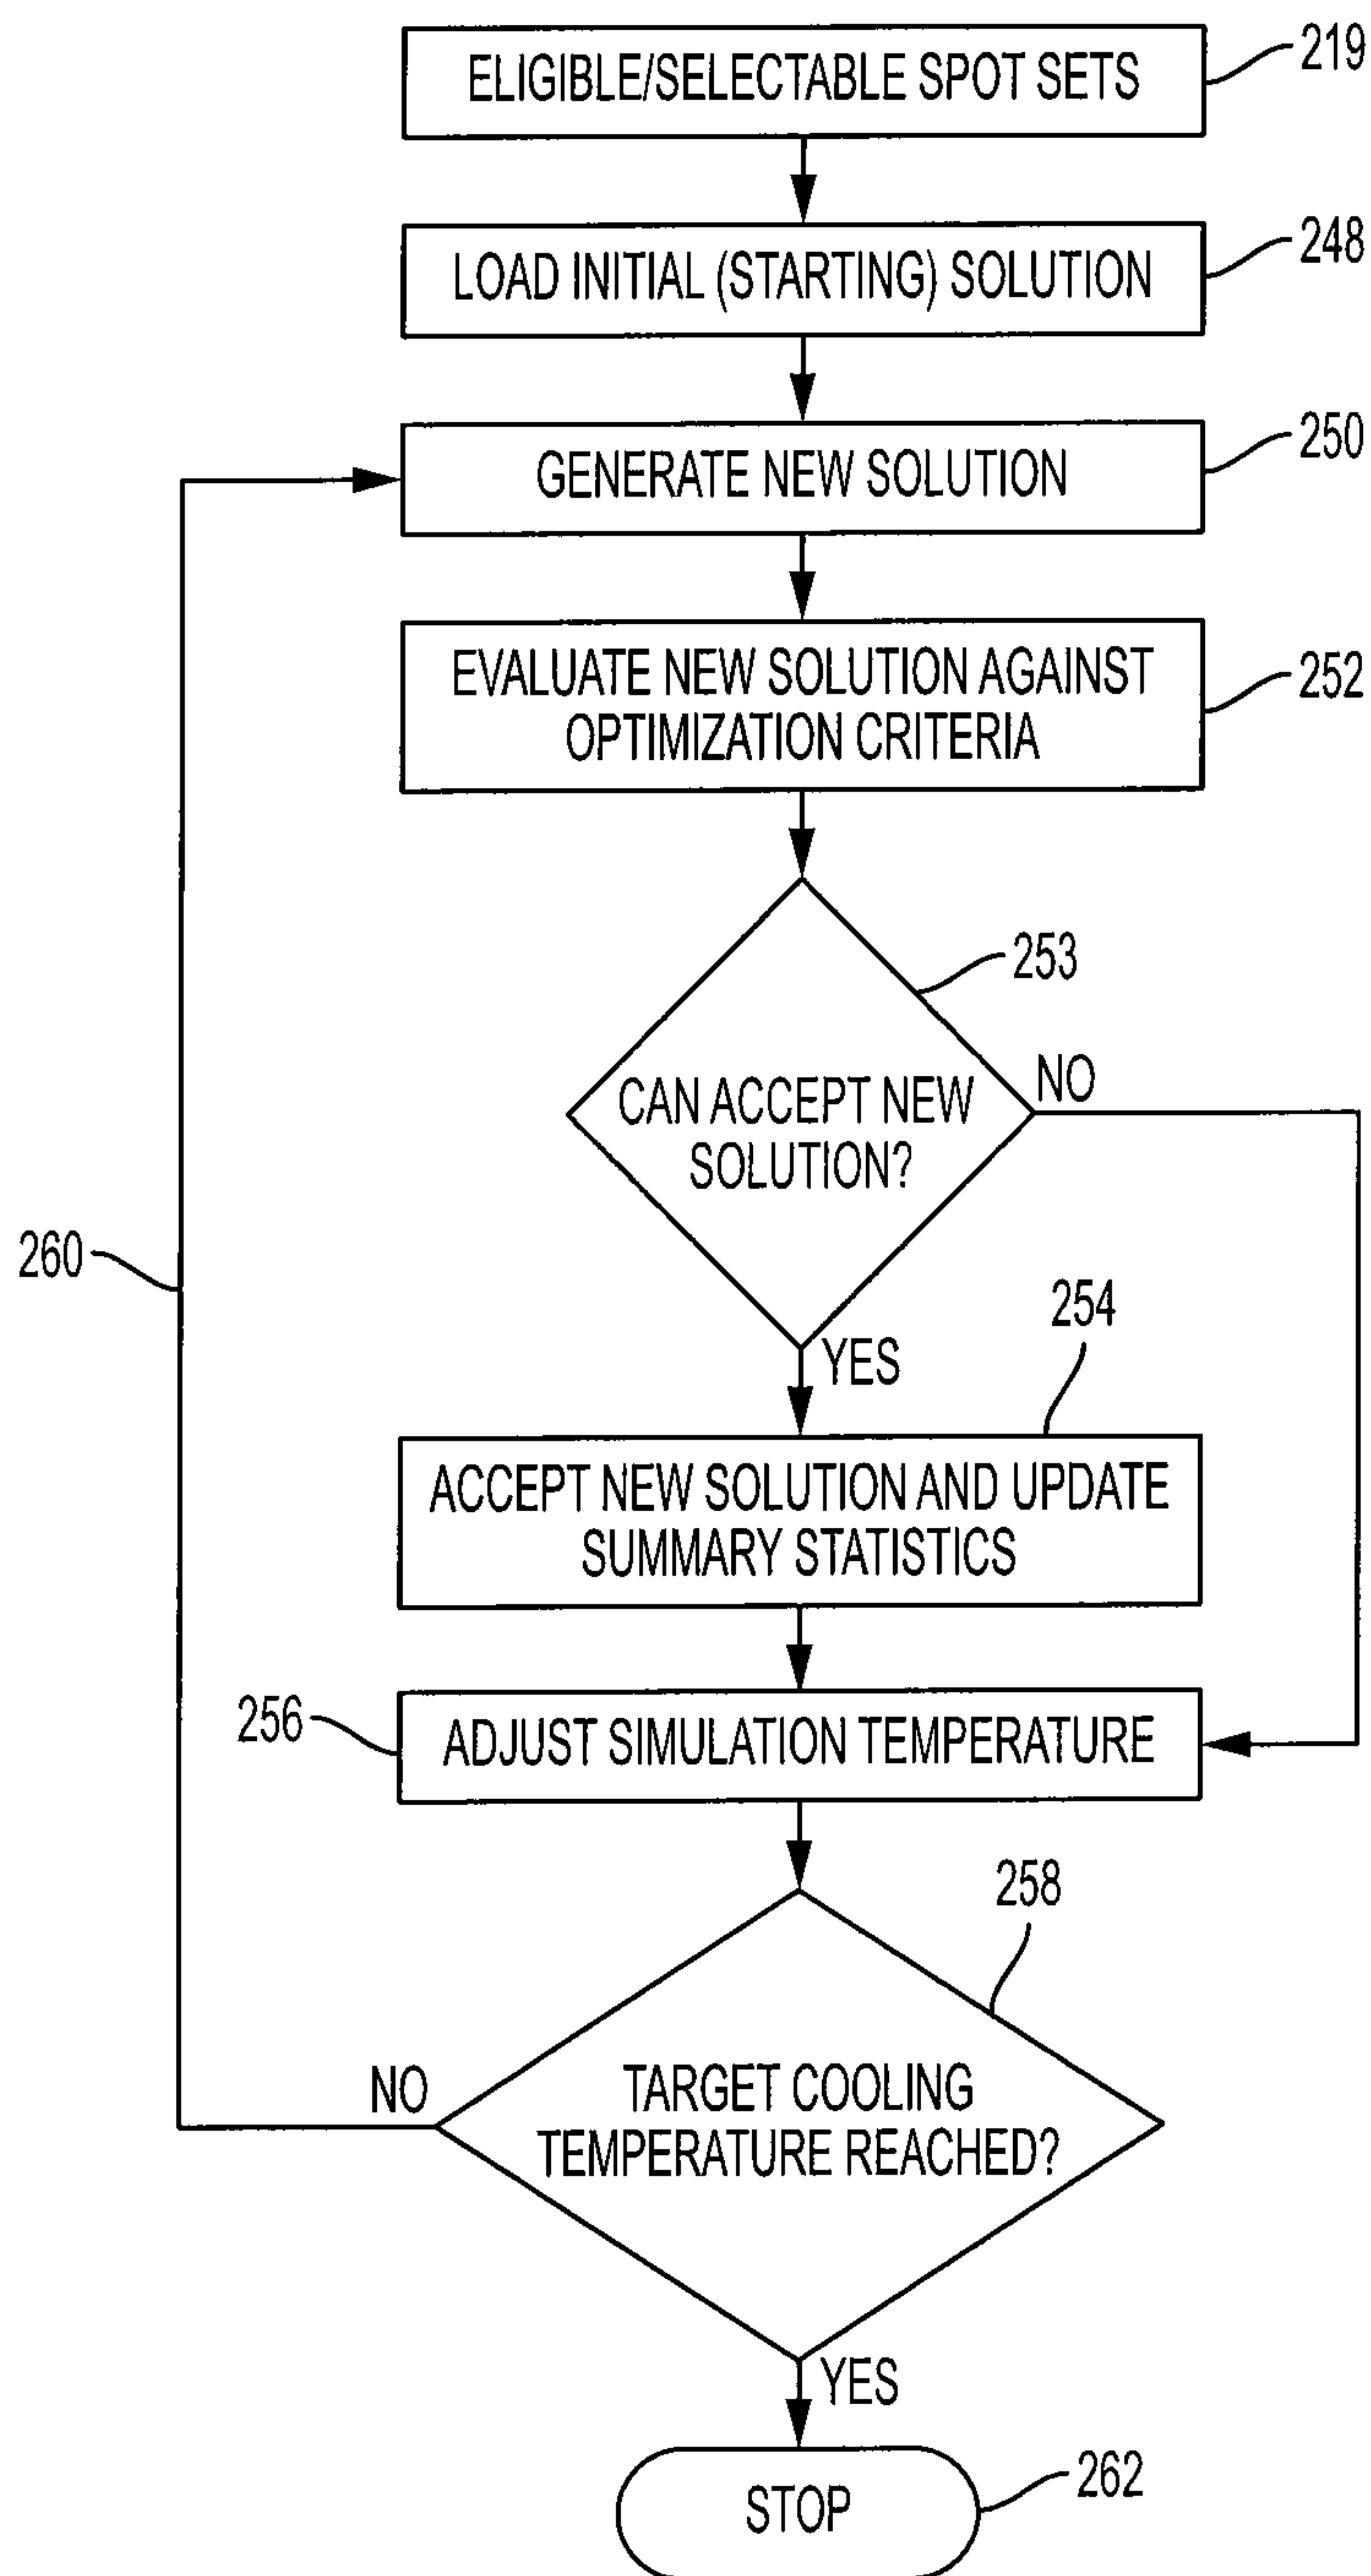 ELIGIBLE/SELECTABLE SPOT SETS
219
LOAD INITIAL (STARTING) SOLUTION
248
GENERATE NEW SOLUTION
250
EVALUATE NEW SOLUTION AGAINST
OPTIMIZATION CRITERIA
252
253
CAN ACCEPT NEW
SOLUTION?
NO
YES
260
254
ACCEPT NEW SOLUTION AND UPDATE
SUMMARY STATISTICS
256
ADJUST SIMULATION TEMPERATURE
258
TARGET COOLING
TEMPERATURE REACHED?
NO
YES
STOP
262